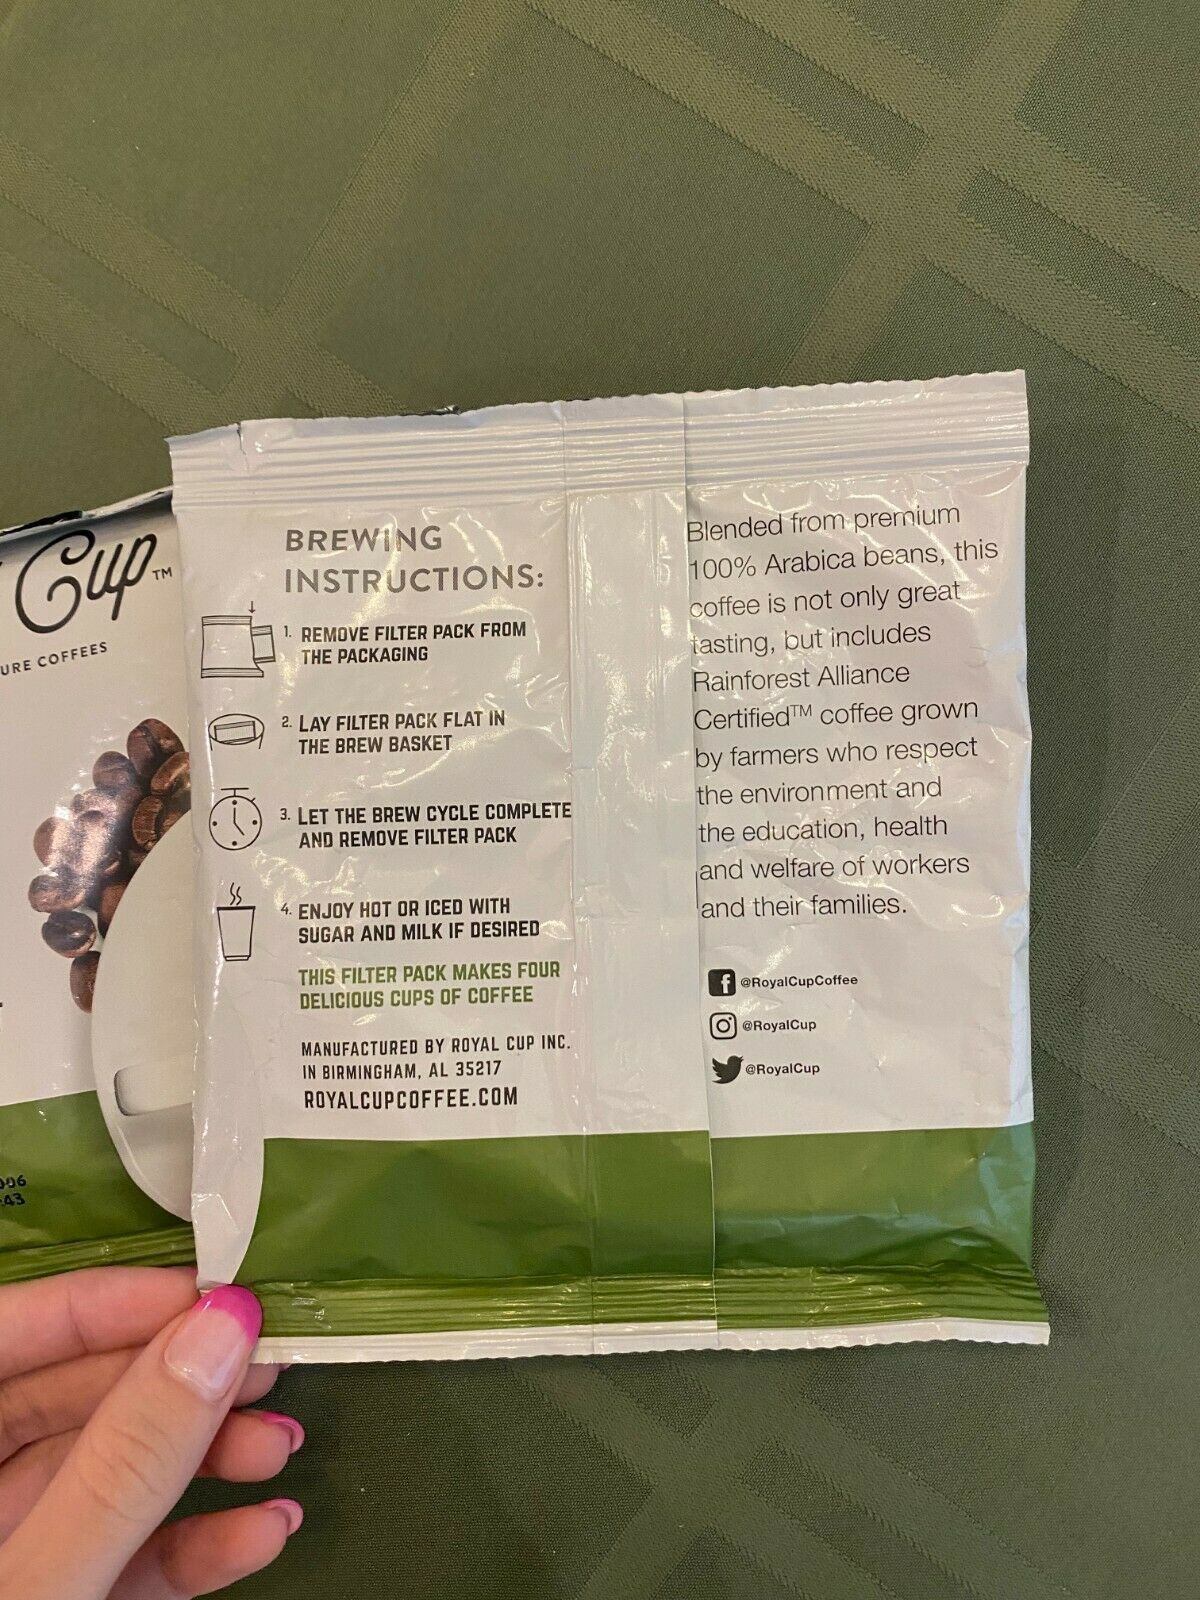 Cup™
URE COFFEES
BREWING
INSTRUCTIONS:
1. REMOVE FILTER PACK FROM
THE PACKAGING
2. LAY FILTER PACK FLAT IN
THE BREW BASKET
3. LET THE BREW CYCLE COMPLETE
AND REMOVE FILTER PACK
4. ENJOY HOT OR ICED WITH
SUGAR AND MILK IF DESIRED
THIS FILTER PACK MAKES FOUR
DELICIOUS CUPS OF COFFEE
MANUFACTURED BY ROYAL CUP INC.
IN BIRMINGHAM, AL 35217
ROYALCUPCOFFEE.COM
Blended from premium
100% Arabica beans, this
coffee is not only great
tasting, but includes
Rainforest Alliance
Certified™ coffee grown
by farmers who respect
the environment and
the education, health
and welfare of workers
and their families.
@RoyalCupCoffee
@RoyalCup
@RoyalCup